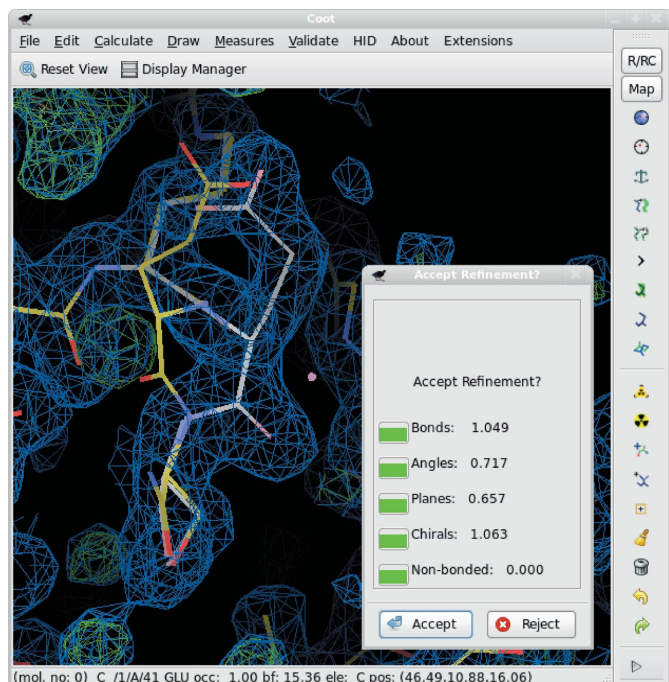 Coot
File Edit Calculate Draw Measures Validate HID About Extensions
Reset View Display Manager
R/RC
Map
Accept Refinement?
Accept Refinement?
Bonds: 1.049
Angles: 0.717
Planes: 0.657
Chirals: 1.063
Non-bonded: 0.000
Accept Reject
(mol. no: 0) C /1/A/41 GLU occ: 1.00 bf: 15.36 ele: C pos: (46.49,10.88,16.06)